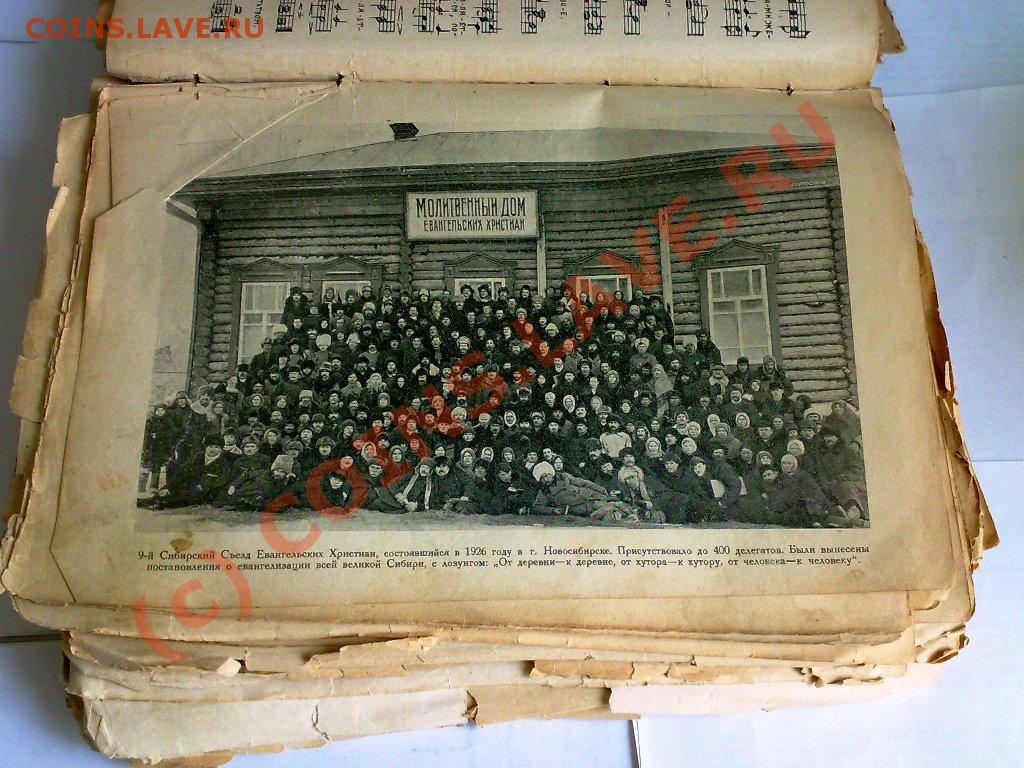 COINS.LAVE.RU
МОЛИТВЕННЫЙ ДОМ
ЕВАНГЕЛЬСКИХ ХРИСТИАН
(c) COINS.LAVE.RU
9-й Сибирский Съезд Евангельских Христиан, состоявшийся в 1926 году в г. Новосибирске. Присутствовало до 400 делегатов. Были вынесены
постановления о евангелизации всей великой Сибири, с лозунгом: „От деревни—к деревне, от хутора—к хутору, от человека—к человеку".